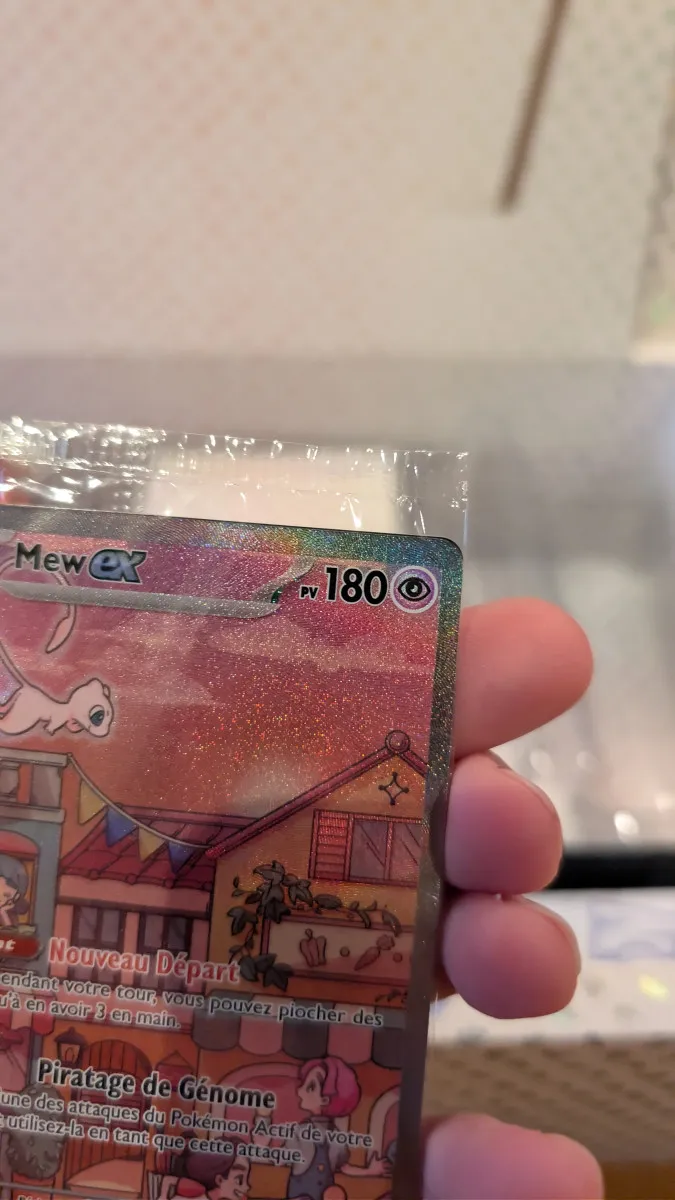 Mew ex
PV 180
Nouveau Départ
endant votre tour, vous pouvez piocher des
u'à en avoir 3 en main.
Piratage de Génome
une des attaques du Pokémon Actif de votre
utilisez-la en tant que cette attaque.